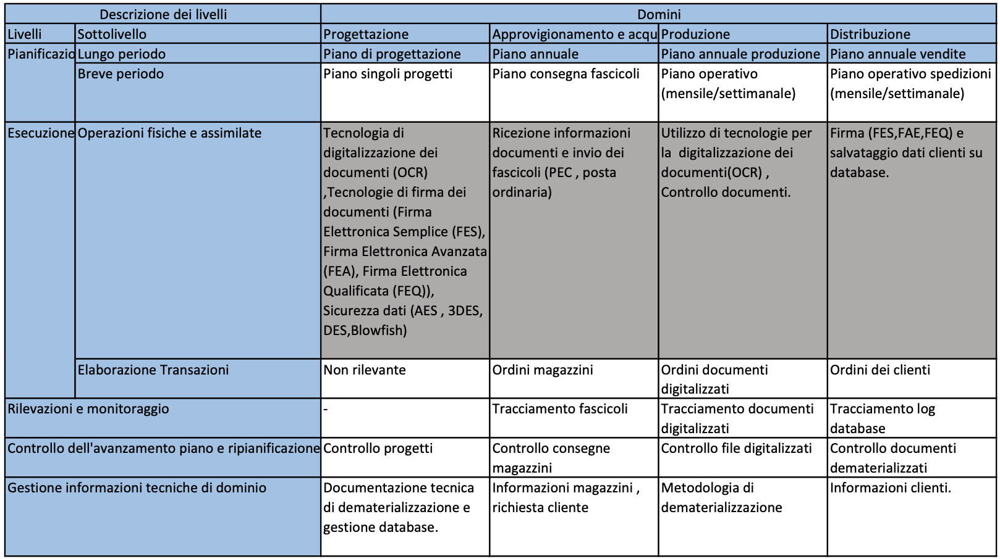 Descrizione dei livelli
Domini
Livelli
Sottolivello
Progettazione
Approvigionamento e acqu
Produzione
Distribuzione
Pianificazio
Lungo periodo
Piano di progettazione
Piano annuale
Piano annuale produzione
Piano annuale vendite
Breve periodo
Piano singoli progetti
Piano consegna fascicoli
Piano operativo
(mensile/settimanale)
Piano operativo spedizioni
(mensile/settimanale)
Esecuzione
Operazioni fisiche e assimilate
Tecnologia di
digitalizzazione dei
documenti (OCR)
,Tecnologie di firma dei
documenti (Firma
Elettronica Semplice (FES),
Firma Elettronica Avanzata
(FEA), Firma Elettronica
Qualificata (FEQ)),
Sicurezza dati (AES , 3DES,
DES,Blowfish)
Ricezione informazioni
documenti e invio dei
fascicoli (PEC , posta
ordinaria)
Utilizzo di tecnologie per
la  digitalizzazione dei
documenti(OCR) ,
Controllo documenti.
Firma (FES,FAE,FEQ) e
salvataggio dati clienti su
database.
Elaborazione Transazioni
Non rilevante
Ordini magazzini
Ordini documenti
digitalizzati
Ordini dei clienti
Rilevazioni e monitoraggio
-
Tracciamento fascicoli
Tracciamento documenti
digitalizzati
Tracciamento log
database
Controllo dell'avanzamento piano e ripianificazione
Controllo progetti
Controllo consegne
magazzini
Controllo file digitalizzati
Controllo documenti
dematerializzati
Gestione informazioni tecniche di dominio
Documentazione tecnica
di dematerializzazione e
gestione database.
Informazioni magazzini ,
richiesta cliente
Metodologia di
dematerializzazione
Informazioni clienti.